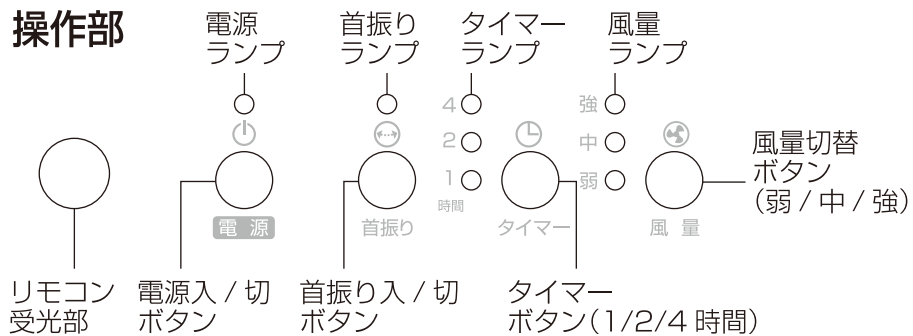 操作部
電源
ランプ
首振り
ランプ
タイマー
ランプ
風量
ランプ
4
2
1
時間
強
中
弱
電 源
首振り
タイマー
風 量
風量切替
ボタン
(弱 / 中 / 強)
リモコン
受光部
電源入 / 切
ボタン
首振り入 / 切
ボタン
タイマー
ボタン(1/2/4 時間)